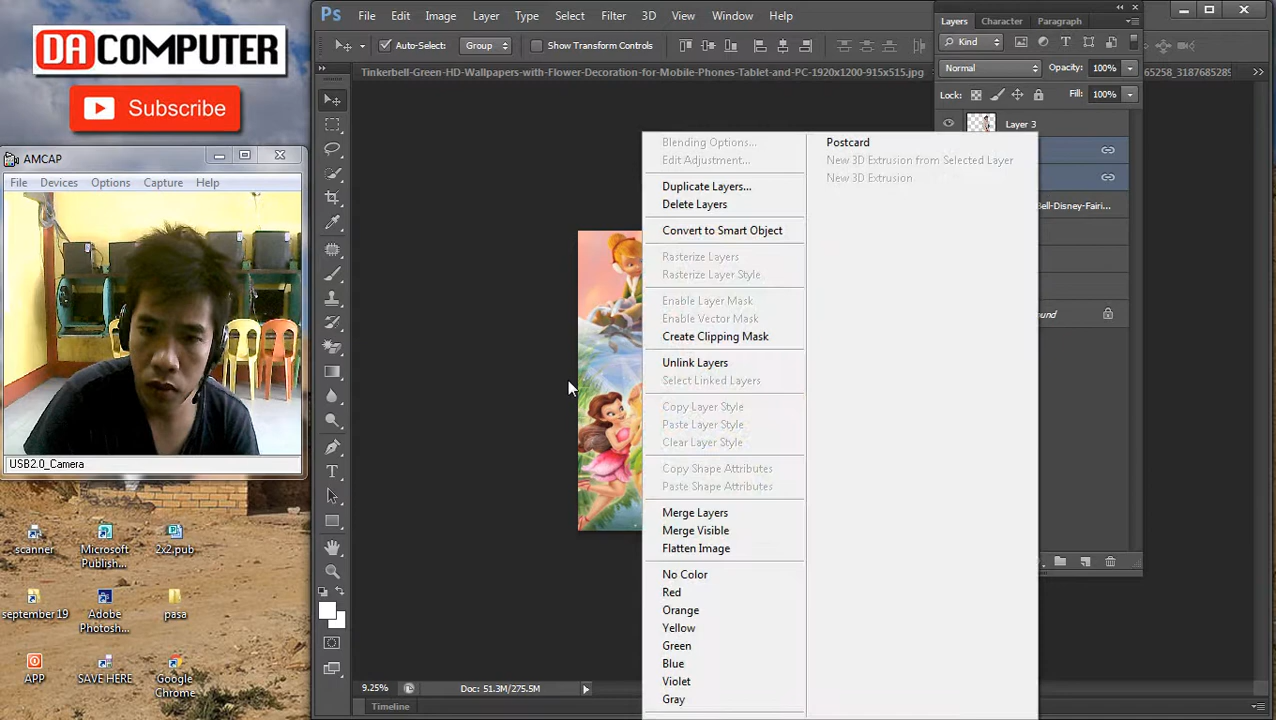 DACOMPUTER
Subscribe
AMCAP
File Devices Options Capture Help
USB2.0_Camera
scanner
Microsoft Publish...
2x2.pub
september19
Adobe Photosh...
pasa
APP
SAVE HERE
Google Chrome
Ps File Edit Image Layer Type Select Filter 3D View Window Help
Auto-Select: Group Show Transform Controls
Tinkerbell-Green-HD-Wallpapers-with-Flower-Decoration-for-Mobile-Phones-Tablet-and-PC-1920x1200-915x515.jpg
65258_3187685289
Layers Character Paragraph
Kind
Normal Opacity: 100%
Lock: Fill: 100%
Layer 3
Bell-Disney-Fairi...
ound
Blending Options...
Edit Adjustment...
Duplicate Layers...
Delete Layers
Convert to Smart Object
Rasterize Layers
Rasterize Layer Style
Enable Layer Mask
Enable Vector Mask
Create Clipping Mask
Unlink Layers
Select Linked Layers
Copy Layer Style
Paste Layer Style
Clear Layer Style
Copy Shape Attributes
Paste Shape Attributes
Merge Layers
Merge Visible
Flatten Image
No Color
Red
Orange
Yellow
Green
Blue
Violet
Gray
Postcard
New 3D Extrusion from Selected Layer
New 3D Extrusion
9.25% Doc: 51.3M/275.5M
Timeline